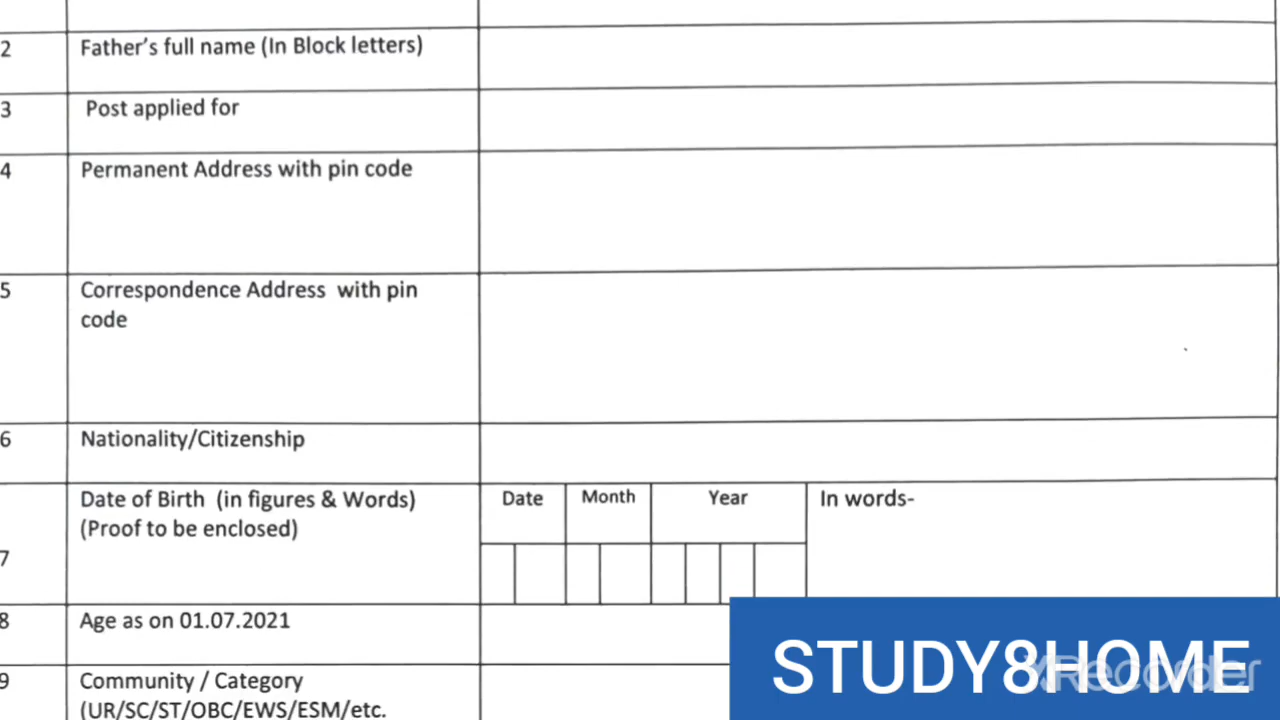 2 Father's full name (In Block letters)
3 Post applied for
4 Permanent Address with pin code
5 Correspondence Address with pin
code
6 Nationality/Citizenship
Date of Birth (in figures & Words) Date Month Year In words-
(Proof to be enclosed)
7
8 Age as on 01.07.2021
9 Community / Category
(UR/SC/ST/OBC/EWS/ESM/etc.
STUDY8HOME
XRecorder